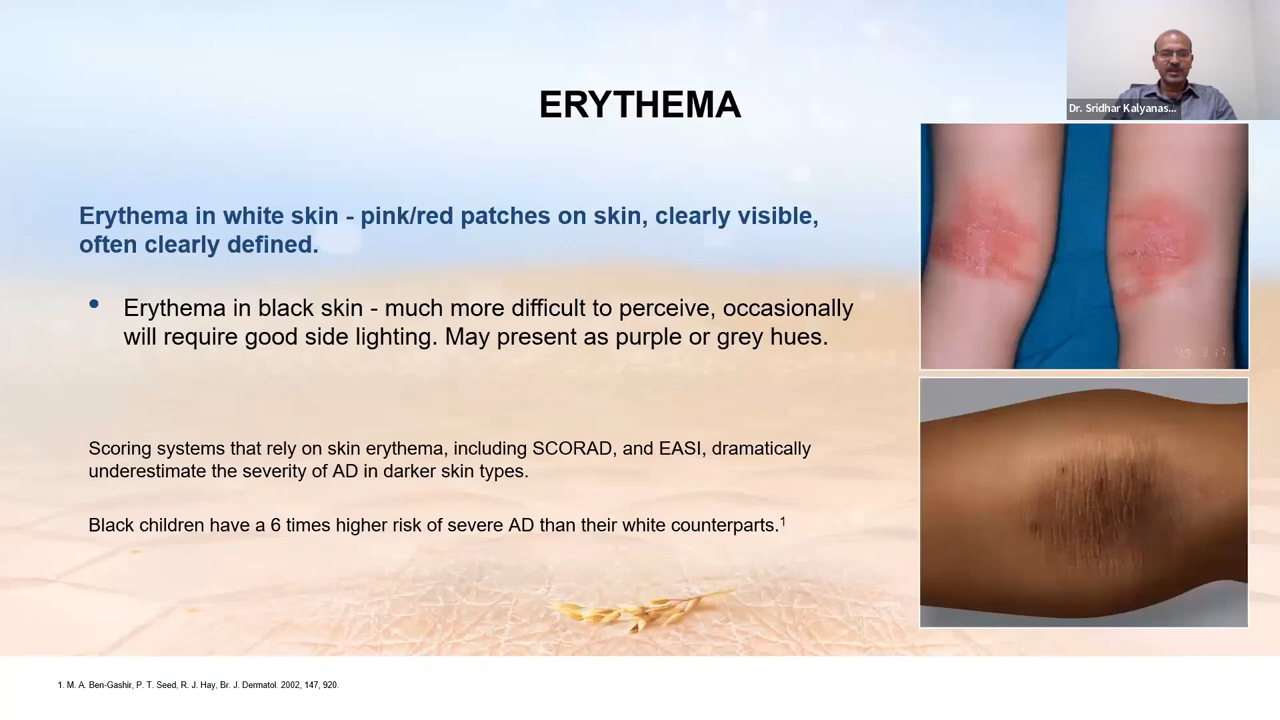 Dr. Sridhar Kalyanas...
ERYTHEMA
Erythema in white skin - pink/red patches on skin, clearly visible,
often clearly defined.
• Erythema in black skin - much more difficult to perceive, occasionally
will require good side lighting. May present as purple or grey hues.
Scoring systems that rely on skin erythema, including SCORAD, and EASI, dramatically
underestimate the severity of AD in darker skin types.
Black children have a 6 times higher risk of severe AD than their white counterparts.1
1. M. A. Ben-Gashir, P. T. Seed, R. J. Hay, Br. J. Dermatol. 2002, 147, 920.